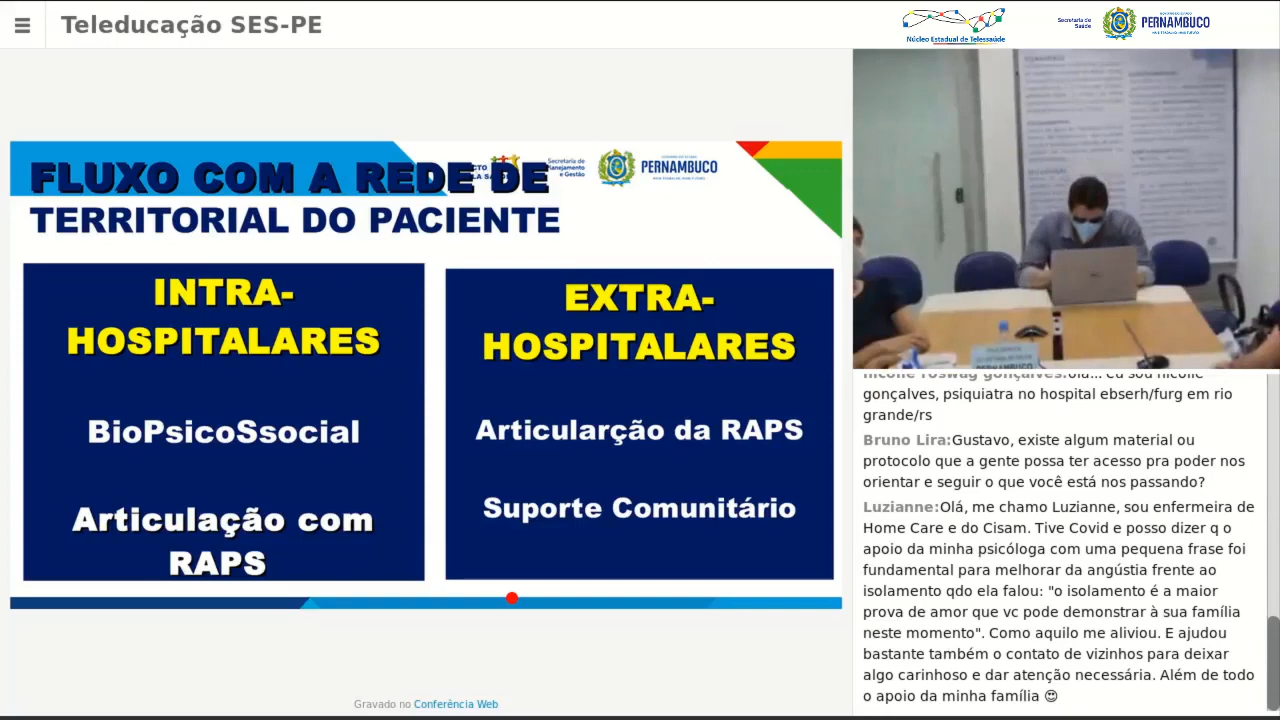 Teleducação SES-PE
Núcleo Estadual de Telessaúde
Secretaria de
Saúde
PERNAMBUCO
FLUXO COM A REDE DE
TERRITORIAL DO PACIENTE
Secretaria de
Planejamento
e Gestão
PERNAMBUCO
INTRA-
HOSPITALARES
BioPsicoSsocial
Articulação com
RAPS
EXTRA-
HOSPITALARES
Articularção da RAPS
Suporte Comunitário
Gravado no Conferència Web
PERNAMBUCO
gonçalves, psiquiatra no hospital ebserh/furg em rio
grande/rs
Bruno Lira:Gustavo, existe algum material ou
protocolo que a gente possa ter acesso pra poder nos
orientar e seguir o que você está nos passando?
Luzianne:Olá, me chamo Luzianne, sou enfermeira de
Home Care e do Cisam. Tive Covid e posso dizer q o
apoio da minha psicóloga com uma pequena frase foi
fundamental para melhorar da angústia frente ao
isolamento qdo ela falou: "o isolamento é a maior
prova de amor que vc pode demonstrar à sua família
neste momento". Como aquilo me aliviou. E ajudou
bastante também o contato de vizinhos para deixar
algo carinhoso e dar atenção necessária. Além de todo
o apoio da minha família 😍